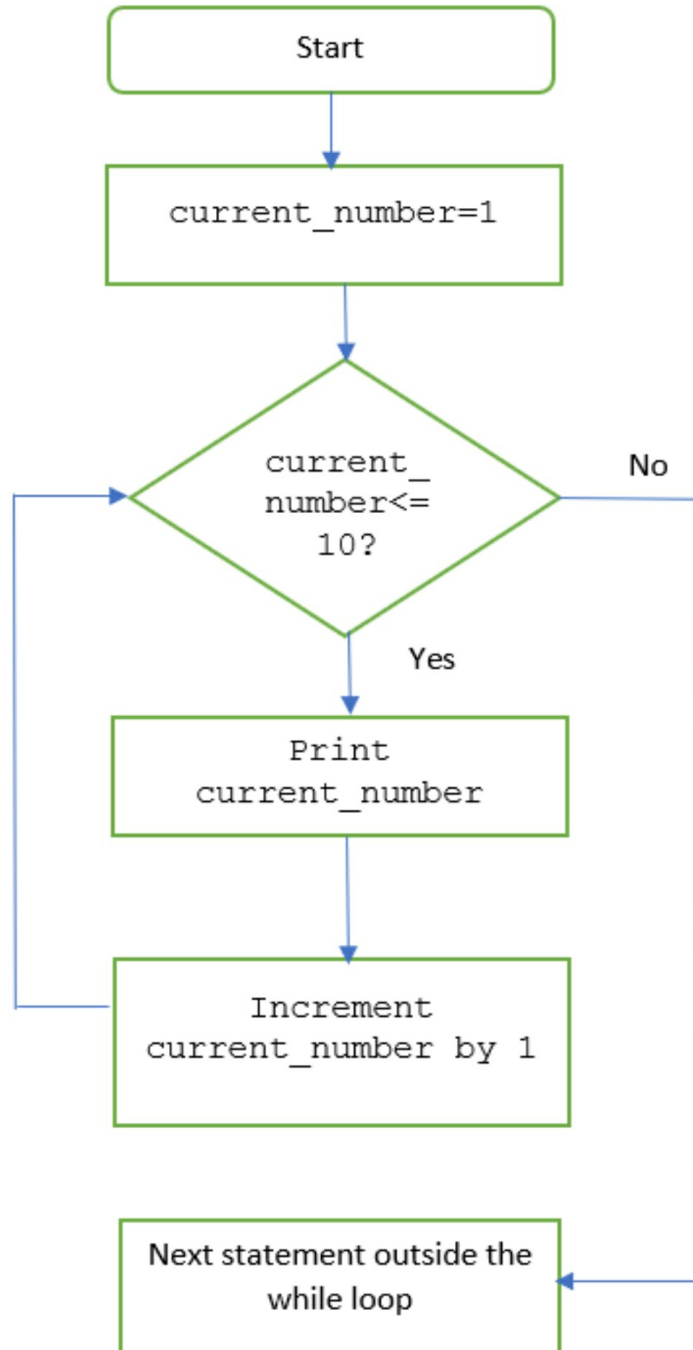 Start
current_number=1
current_
number<=
10?
No
Yes
Print
current_number
Increment
current_number by 1
Next statement outside the
while loop